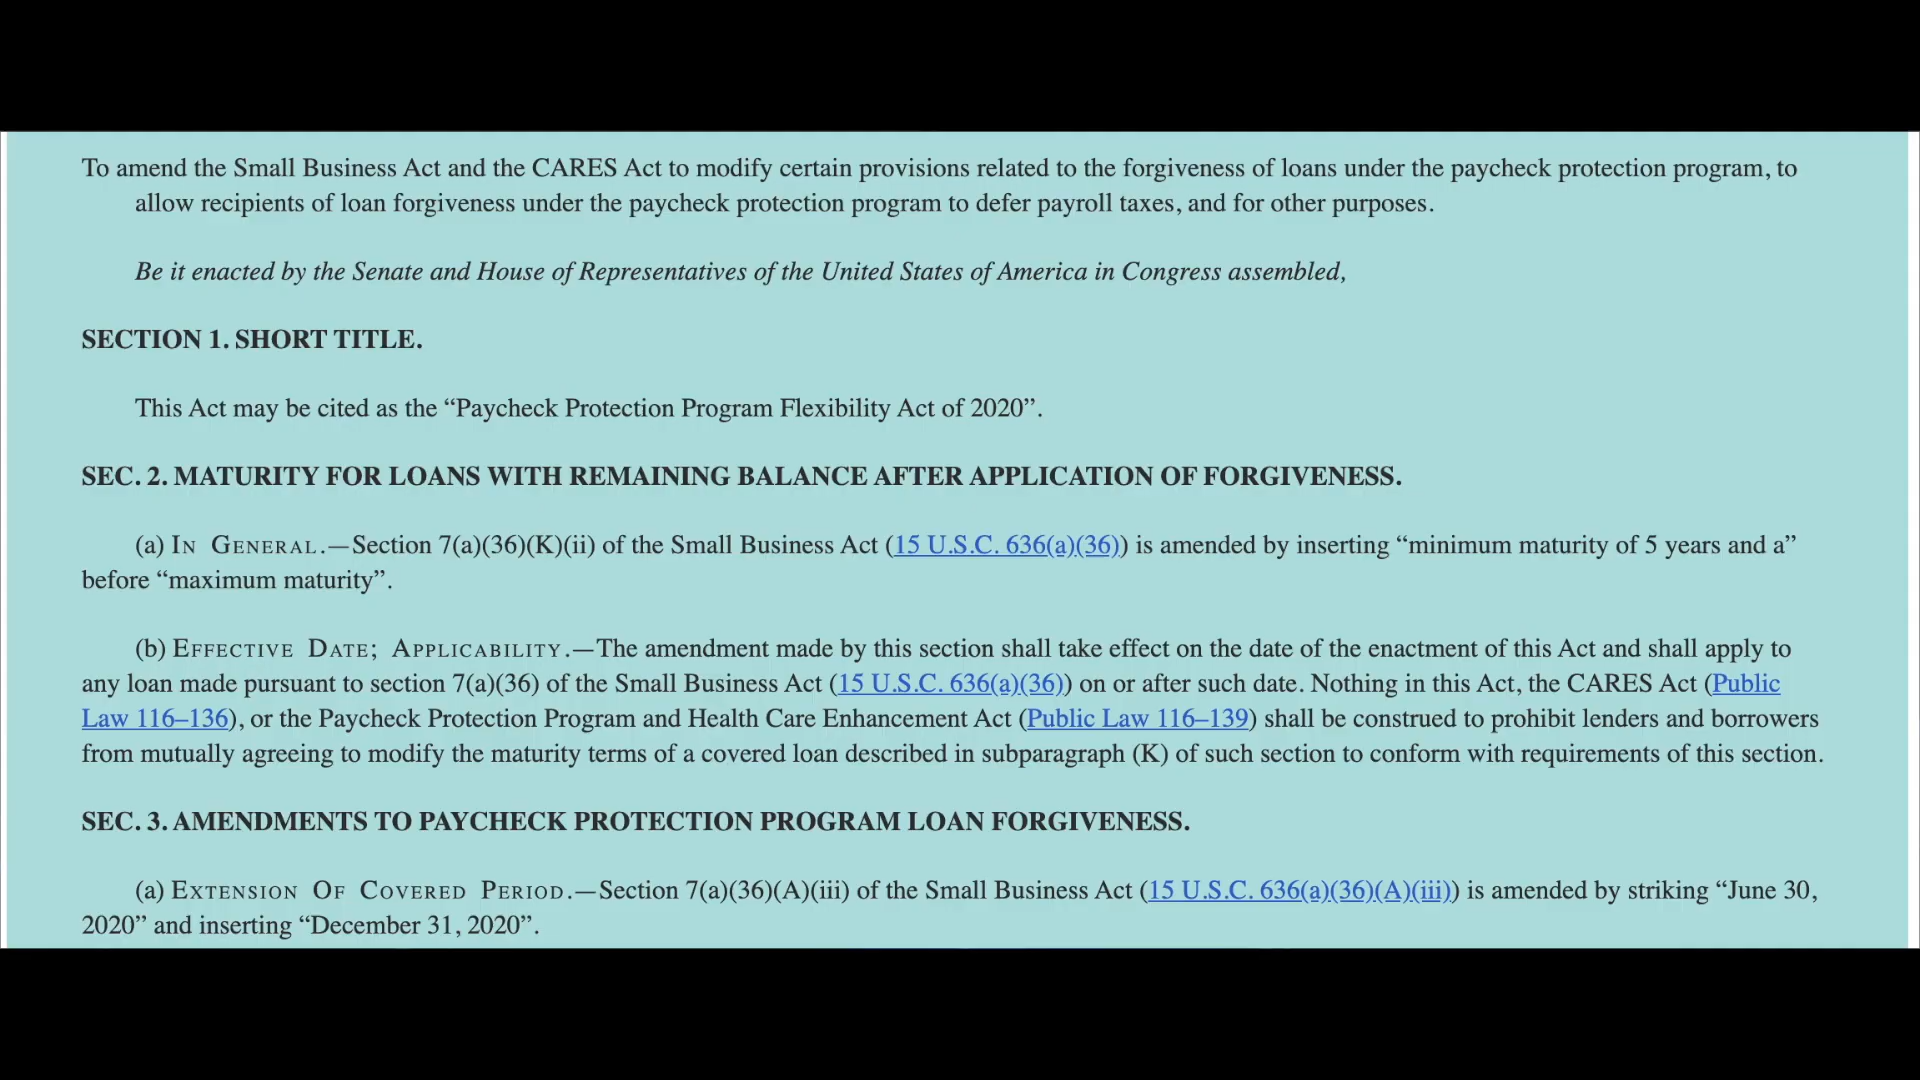 To amend the Small Business Act and the CARES Act to modify certain provisions related to the forgiveness of loans under the paycheck protection program, to
allow recipients of loan forgiveness under the paycheck protection program to defer payroll taxes, and for other purposes.
Be it enacted by the Senate and House of Representatives of the United States of America in Congress assembled,
SECTION 1. SHORT TITLE.
This Act may be cited as the “Paycheck Protection Program Flexibility Act of 2020”.
SEC. 2. MATURITY FOR LOANS WITH REMAINING BALANCE AFTER APPLICATION OF FORGIVENESS.
(a) IN GENERAL.—Section 7(a)(36)(K)(ii) of the Small Business Act (15 U.S.C. 636(a)(36)) is amended by inserting “minimum maturity of 5 years and a”
before “maximum maturity”.
(b) EFFECTIVE DATE; APPLICABILITY.—The amendment made by this section shall take effect on the date of the enactment of this Act and shall apply to
any loan made pursuant to section 7(a)(36) of the Small Business Act (15 U.S.C. 636(a)(36)) on or after such date. Nothing in this Act, the CARES Act (Public
Law 116–136), or the Paycheck Protection Program and Health Care Enhancement Act (Public Law 116–139) shall be construed to prohibit lenders and borrowers
from mutually agreeing to modify the maturity terms of a covered loan described in subparagraph (K) of such section to conform with requirements of this section.
SEC. 3. AMENDMENTS TO PAYCHECK PROTECTION PROGRAM LOAN FORGIVENESS.
(a) EXTENSION OF COVERED PERIOD.—Section 7(a)(36)(A)(iii) of the Small Business Act (15 U.S.C. 636(a)(36)(A)(iii)) is amended by striking “June 30,
2020” and inserting “December 31, 2020”.